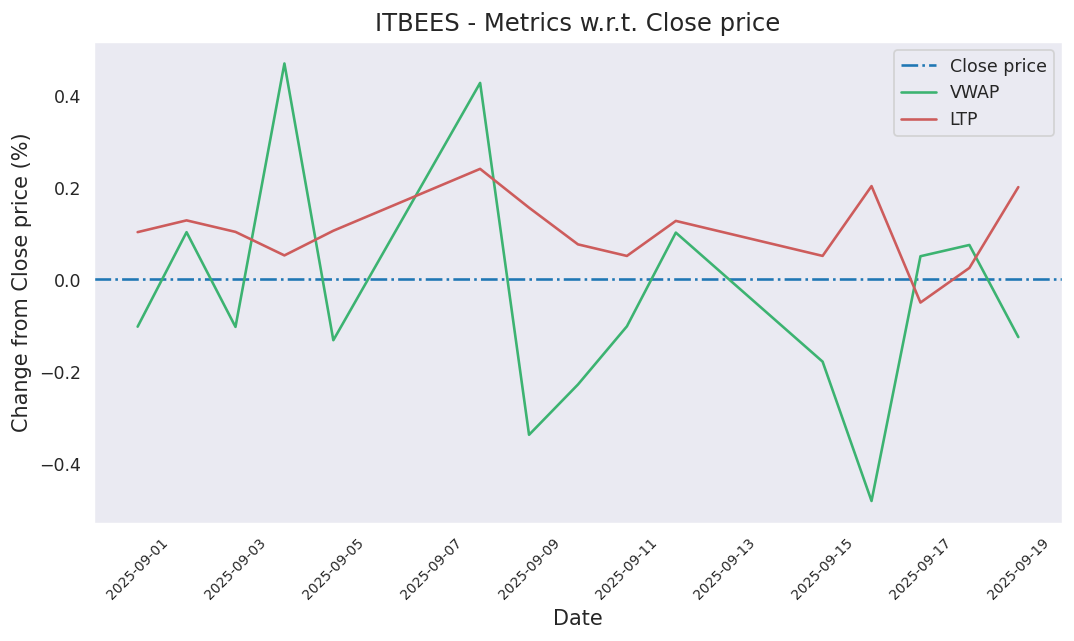 ITBEES - Metrics w.r.t. Close price
Close price
VWAP
LTP
Change from Close price (%)
0.4
0.2
0.0
−0.2
−0.4
2025-09-01
2025-09-03
2025-09-05
2025-09-07
2025-09-09
2025-09-11
2025-09-13
2025-09-15
2025-09-17
2025-09-19
Date